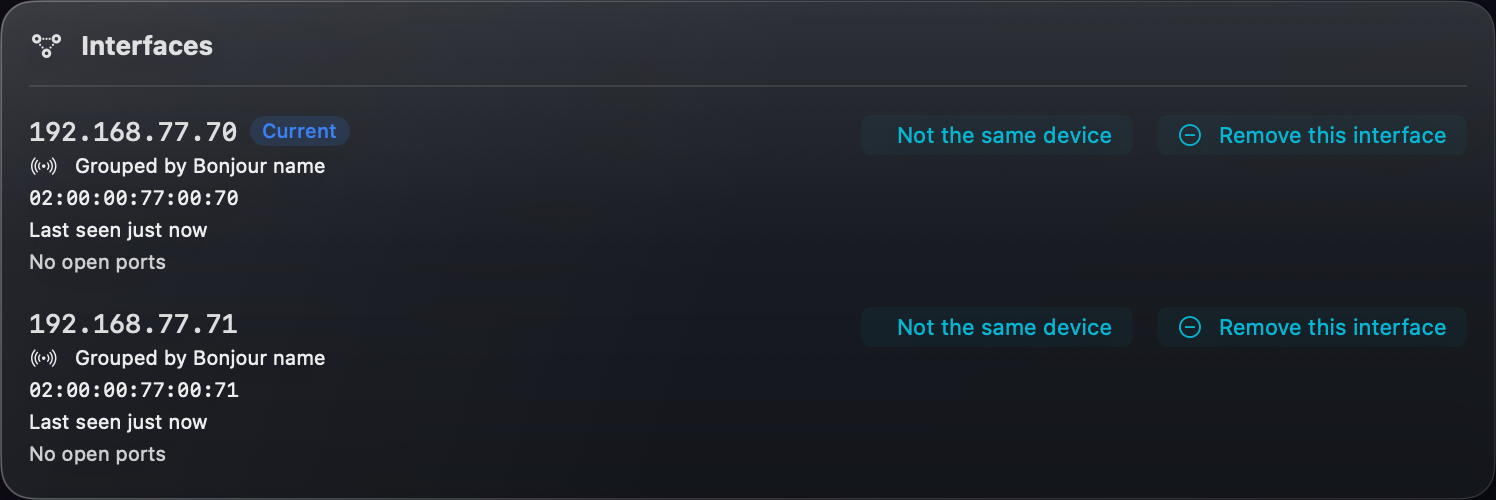 Interfaces
192.168.77.70 Current
Not the same device
Remove this interface
Grouped by Bonjour name
02:00:00:77:00:70
Last seen just now
No open ports
192.168.77.71
Not the same device
Remove this interface
Grouped by Bonjour name
02:00:00:77:00:71
Last seen just now
No open ports